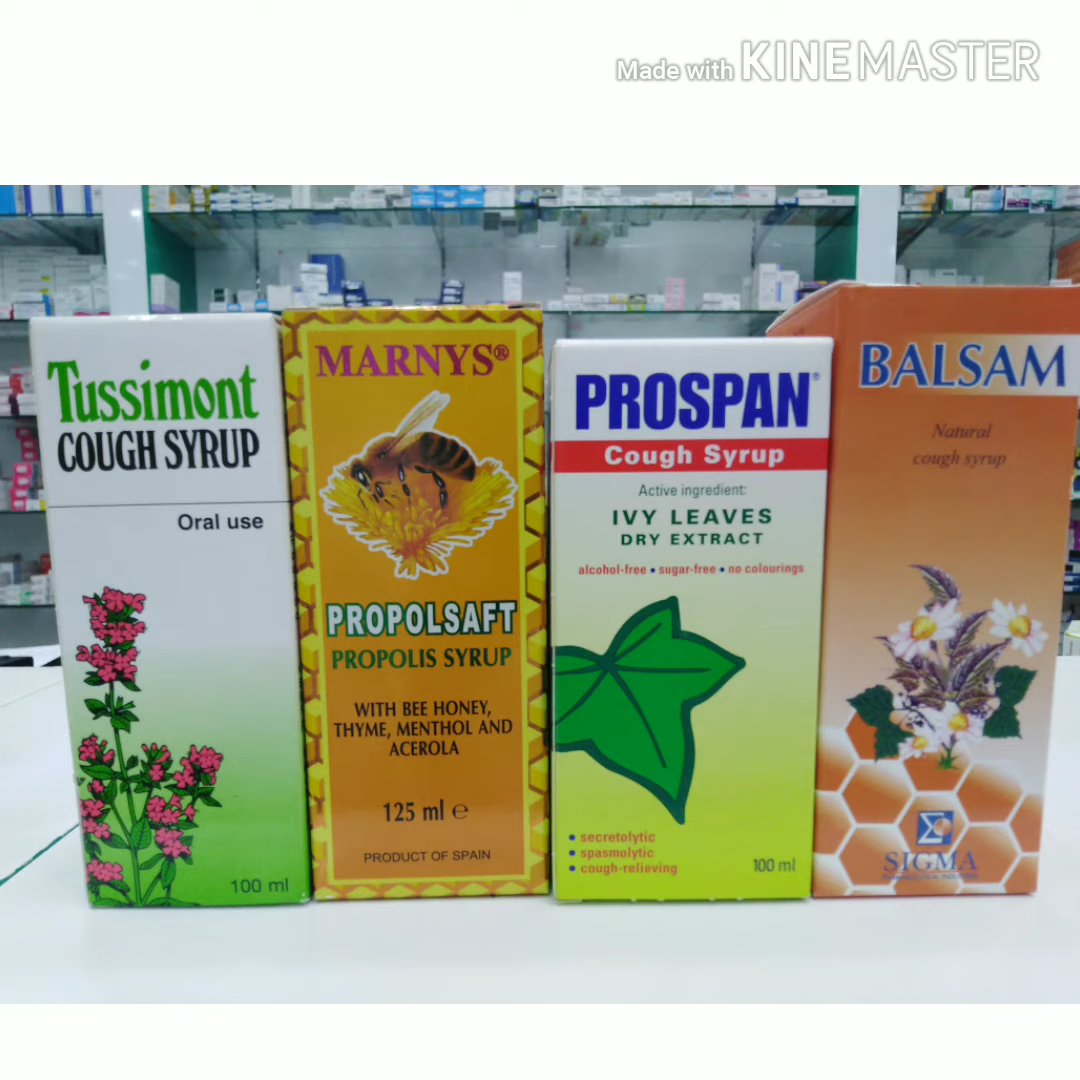 Made with KINEMASTER
Tussimont
COUGH SYRUP
Oral use
100 ml
MARNYS®
PROPOLSAFT
PROPOLIS SYRUP
WITH BEE HONEY,
THYME, MENTHOL AND
ACEROLA
125 ml ℮
PRODUCT OF SPAIN
PROSPAN®
Cough Syrup
Active ingredient:
IVY LEAVES
DRY EXTRACT
alcohol-free • sugar-free • no colourings
• secretolytic
• spasmolytic
• cough-relieving
100 ml
BALSAM
Natural
cough syrup
Σ
SIGMA